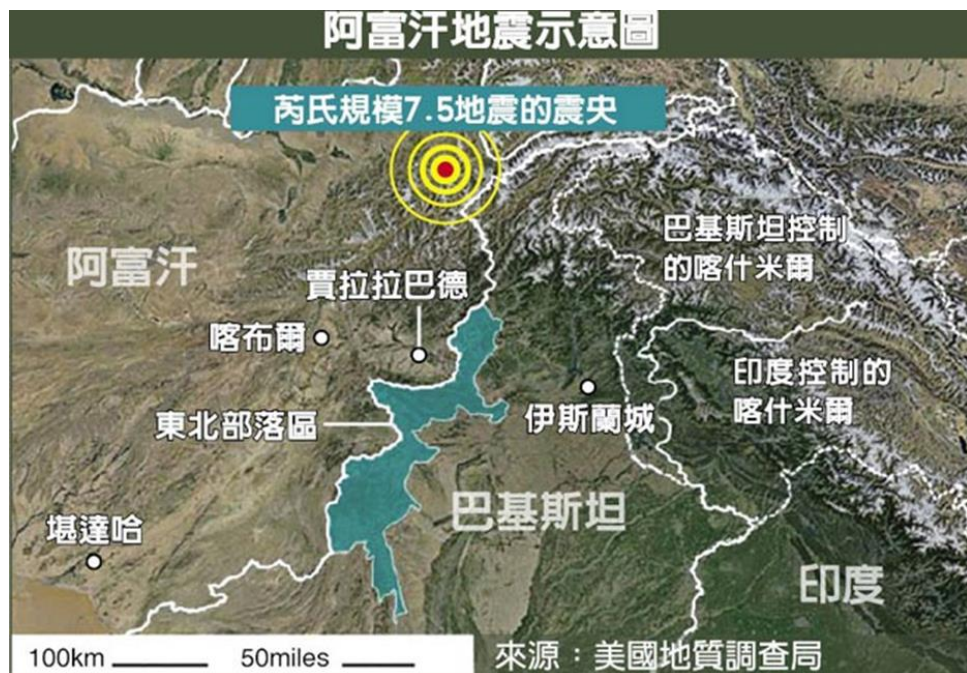 阿富汗地震示意圖
芮氏規模7.5地震的震央
巴基斯坦控制
的喀什米爾
阿富汗
賈拉拉巴德
喀布爾
印度控制的
喀什米爾
東北部落區
伊斯蘭城
巴基斯坦
堪達哈
印度
100km
50miles
來源：美國地質調查局